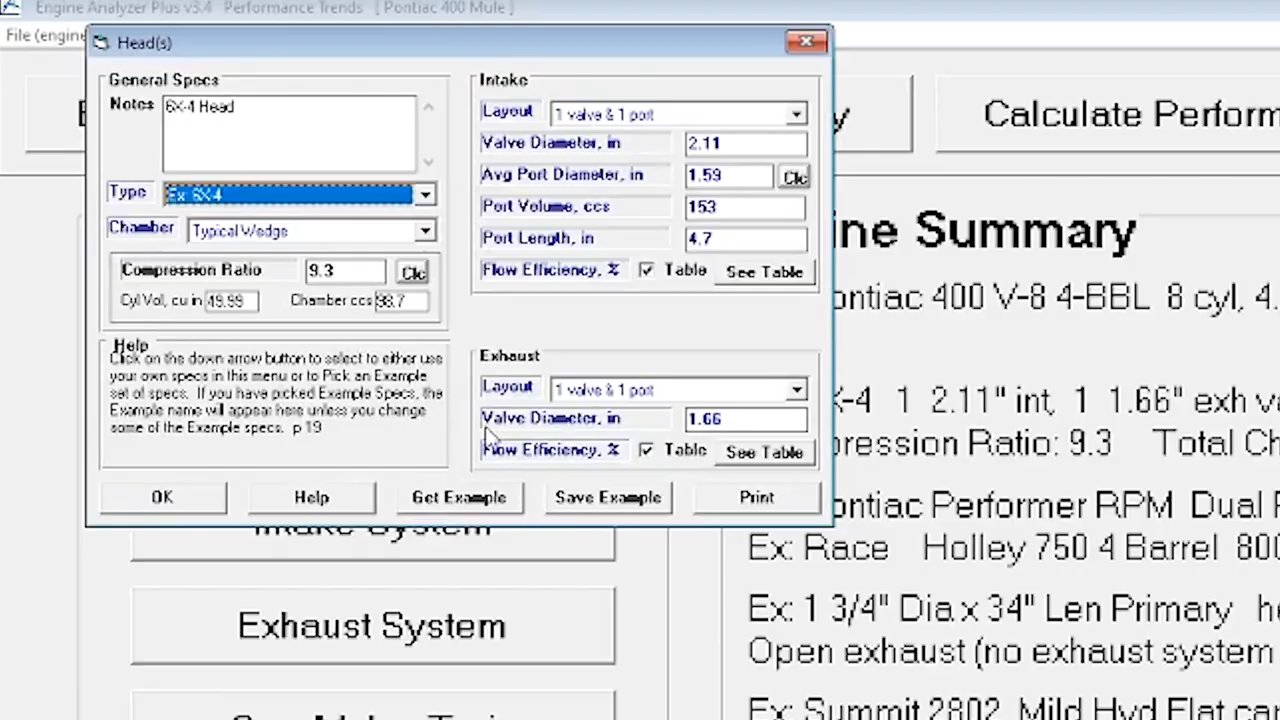 Engine Analyzer Plus v3.4 Performance Trends [ Pontiac 400 Mule ]
File (engine
Head(s)
General Specs
Notes 6X-4 Head
Type Ex: 6X-4
Chamber Typical Wedge
Compression Ratio 9.3 Clc
Cyl Vol, cu in 49.99 Chamber ccs 98.7
Help
Click on the down arrow button to select to either use
your own specs in this menu or to Pick an Example
set of specs. If you have picked Example Specs, the
Example name will appear here unless you change
some of the Example specs. p 19
Intake
Layout 1 valve & 1 port
Valve Diameter, in 2.11
Avg Port Diameter, in 1.59 Clc
Port Volume, ccs 153
Port Length, in 4.7
Flow Efficiency, % Table See Table
Exhaust
Layout 1 valve & 1 port
Valve Diameter, in 1.66
Flow Efficiency, % Table See Table
OK Help Get Example Save Example Print
Calculate Perform
ine Summary
ontiac 400 V-8 4-BBL 8 cyl, 4.
X-4 1 2.11" int, 1 1.66" exh va
pression Ratio: 9.3 Total Ch
ontiac Performer RPM Dual
Ex: Race Holley 750 4 Barrel 800
Ex: 1 3/4" Dia x 34" Len Primary he
Open exhaust (no exhaust system
Ex: Summit 2802 Mild Hyd Flat cam
Intake System
Exhaust System